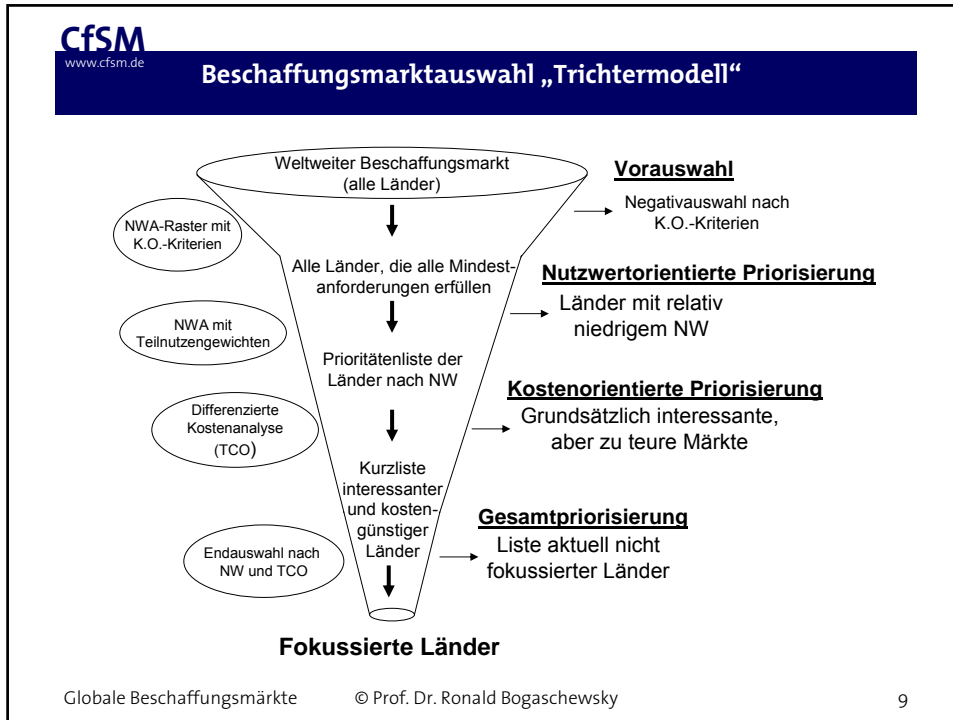 CfSM
www.cfsm.de
Beschaffungsmarktauswahl „Trichtermodell“
Weltweiter Beschaffungsmarkt
(alle Länder)
Vorauswahl
Negativauswahl nach
K.O.-Kriterien
NWA-Raster mit
K.O.-Kriterien
Alle Länder, die alle Mindest-
anforderungen erfüllen
Nutzwertorientierte Priorisierung
Länder mit relativ
niedrigem NW
NWA mit
Teilnutzengewichten
Prioritätenliste der
Länder nach NW
Kostenorientierte Priorisierung
Grundsätzlich interessante,
aber zu teure Märkte
Differenzierte
Kostenanalyse
(TCO)
Kurzliste
interessanter
und kosten-
günstiger
Länder
Gesamtpriorisierung
Liste aktuell nicht
fokussierter Länder
Endauswahl nach
NW und TCO
Fokussierte Länder
Globale Beschaffungsmärkte © Prof. Dr. Ronald Bogaschewsky 9